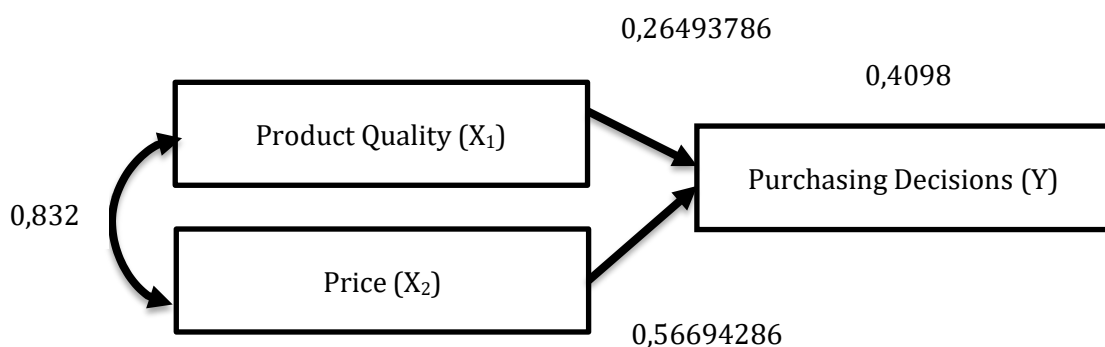 0,26493786
0,4098
Product Quality (X₁)
Purchasing Decisions (Y)
0,832
Price (X₂)
0,56694286